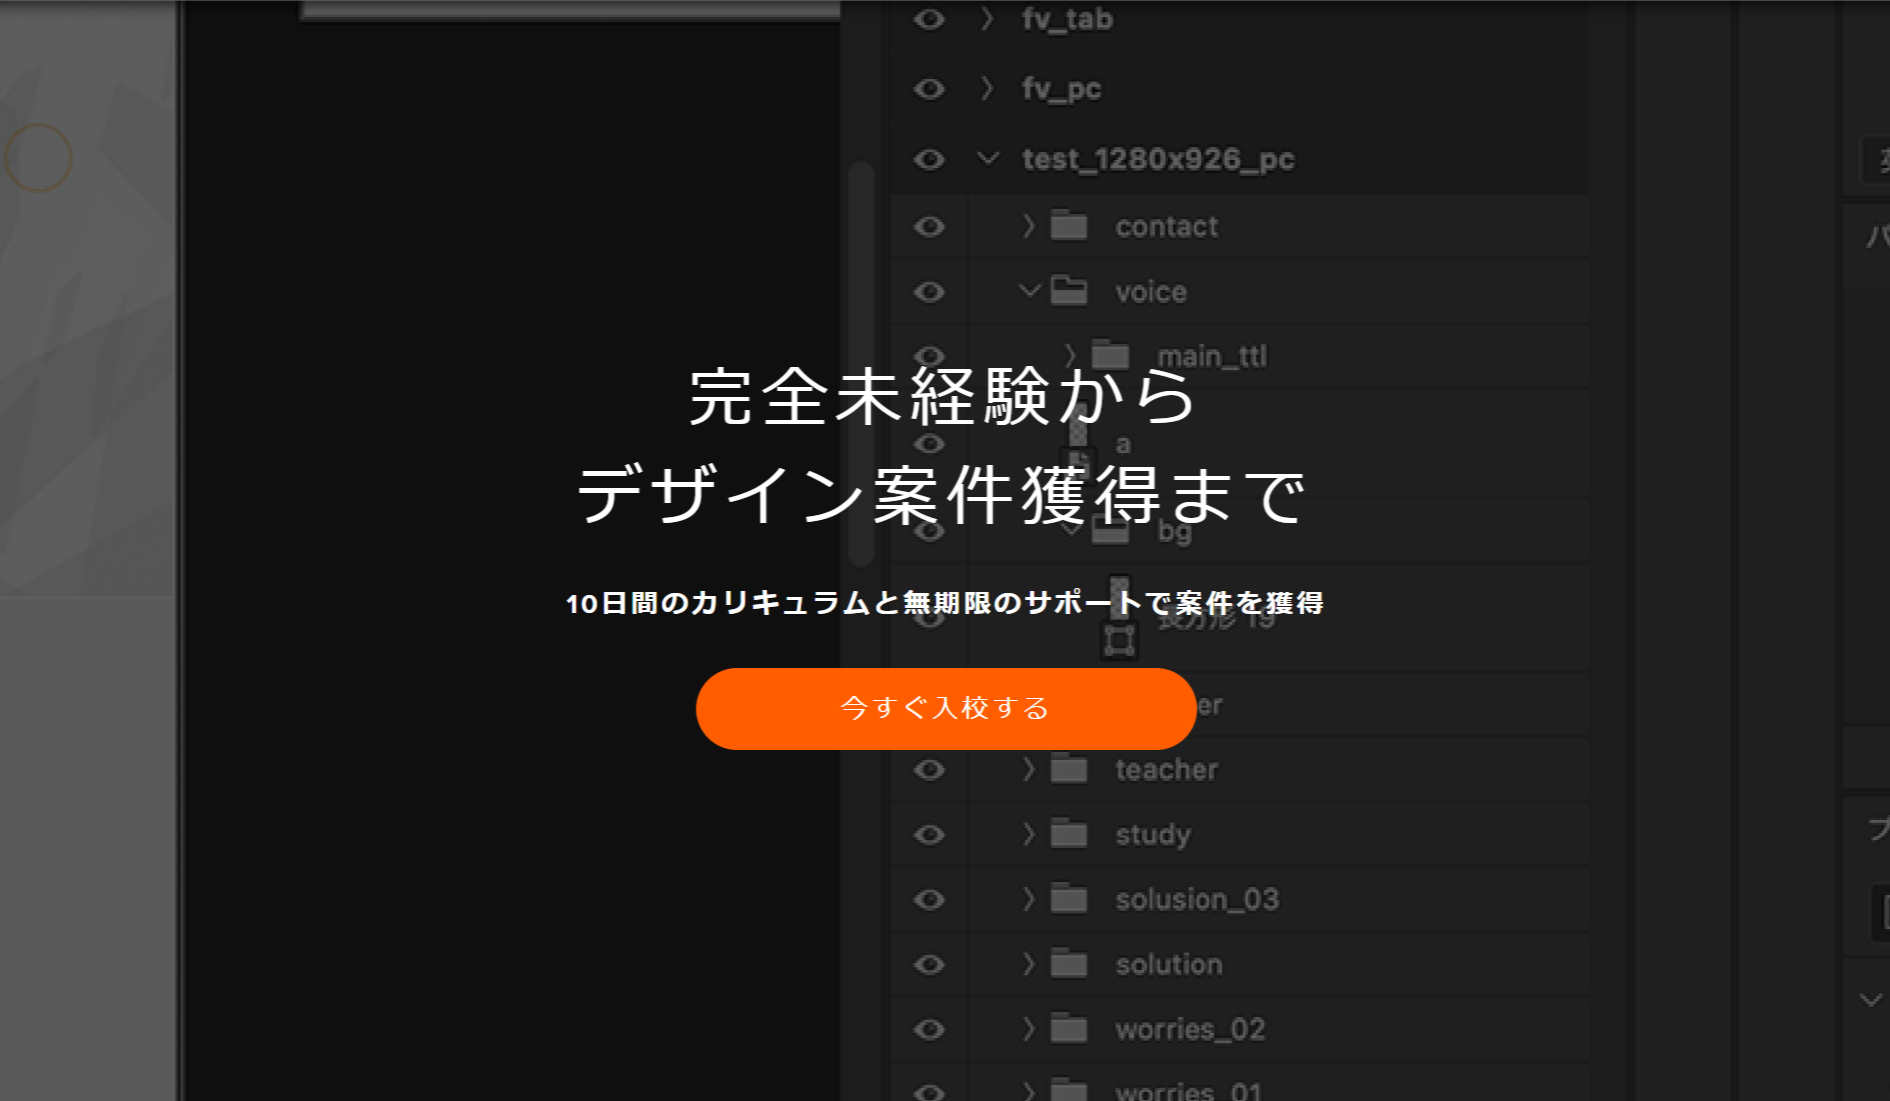 fv_tab
fv_pc
test_1280x926_pc
contact
voice
main_ttl
完全未経験から
a
デザイン案件獲得まで
bg
10日間のカリキュラムと無期限のサポートで案件を獲得
長方形 19
今すぐ入校する
er
teacher
study
solusion_03
solution
worries_02
worries_01